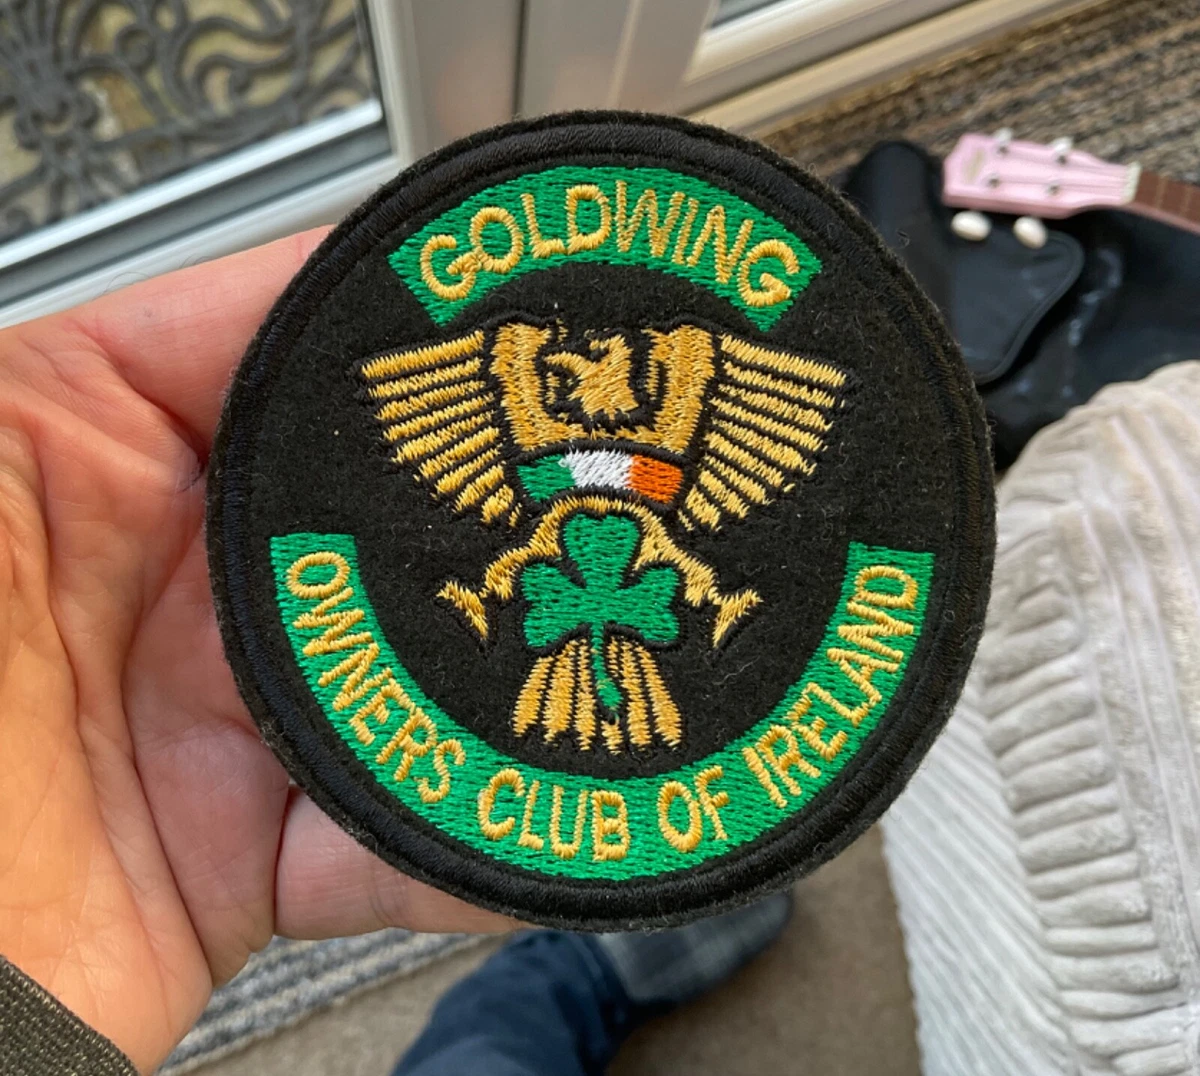 GOLDWING
OWNERS CLUB OF IRELAND